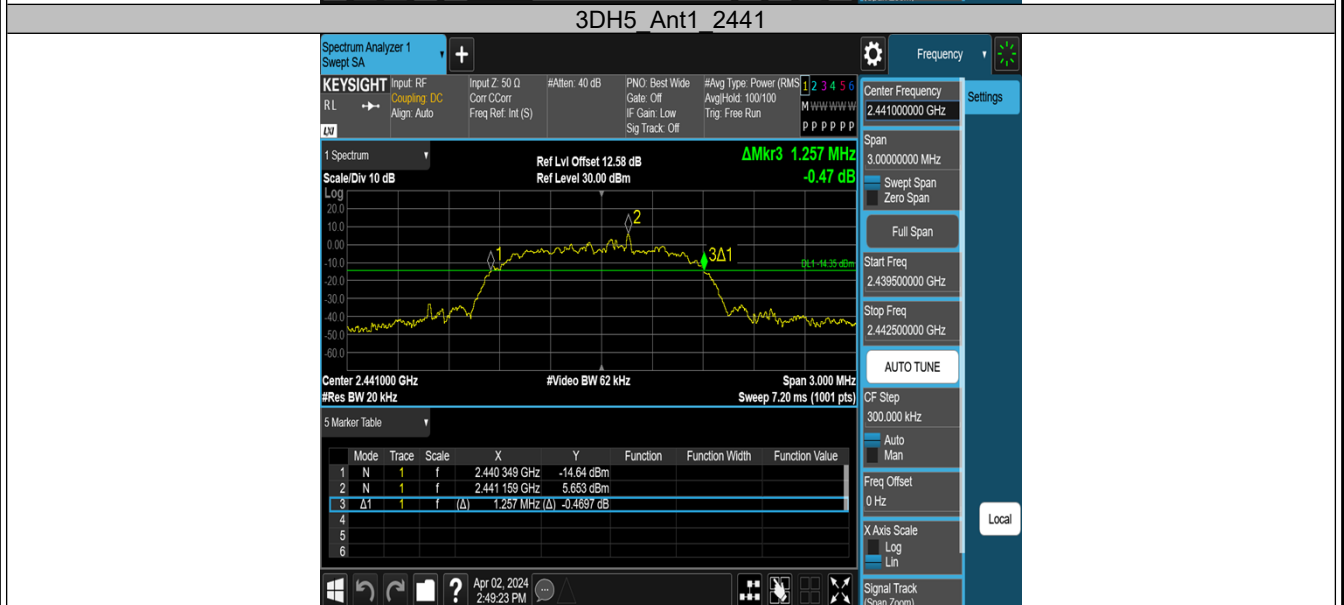 3DH5_Ant1_2441
Spectrum Analyzer 1
Swept SA
+
Frequency
KEYSIGHT
RL
LXI
Input: RF
Coupling: DC
Align: Auto
Input Z: 50 Ω
Corr CCorr
Freq Ref: Int (S)
#Atten: 40 dB
PNO: Best Wide
Gate: Off
IF Gain: Low
Sig Track: Off
#Avg Type: Power (RMS
Avg|Hold: 100/100
Trig: Free Run
1 2 3 4 5 6
M W W W W W
P P P P P P
1 Spectrum
Scale/Div 10 dB
Ref Lvl Offset 12.58 dB
Ref Level 30.00 dBm
ΔMkr3 1.257 MHz
-0.47 dB
Log
20.0
10.0
0.00
-10.0
-20.0
-30.0
-40.0
-50.0
-60.0
1
2
3Δ1
DL1 -14.35 dBm
Center 2.441000 GHz
#Video BW 62 kHz
Span 3.000 MHz
#Res BW 20 kHz
Sweep 7.20 ms (1001 pts)
5 Marker Table
Mode Trace Scale X Y Function Function Width Function Value
1 N 1 f 2.440 349 GHz -14.64 dBm
2 N 1 f 2.441 159 GHz 5.653 dBm
3 Δ1 1 f (Δ) 1.257 MHz (Δ) -0.4697 dB
4
5
6
?
Apr 02, 2024
2:49:23 PM
Center Frequency
2.441000000 GHz
Settings
Span
3.00000000 MHz
Swept Span
Zero Span
Full Span
Start Freq
2.439500000 GHz
Stop Freq
2.442500000 GHz
AUTO TUNE
CF Step
300.000 kHz
Auto
Man
Freq Offset
0 Hz
X Axis Scale
Log
Lin
Local
Signal Track
(Span Zoom)